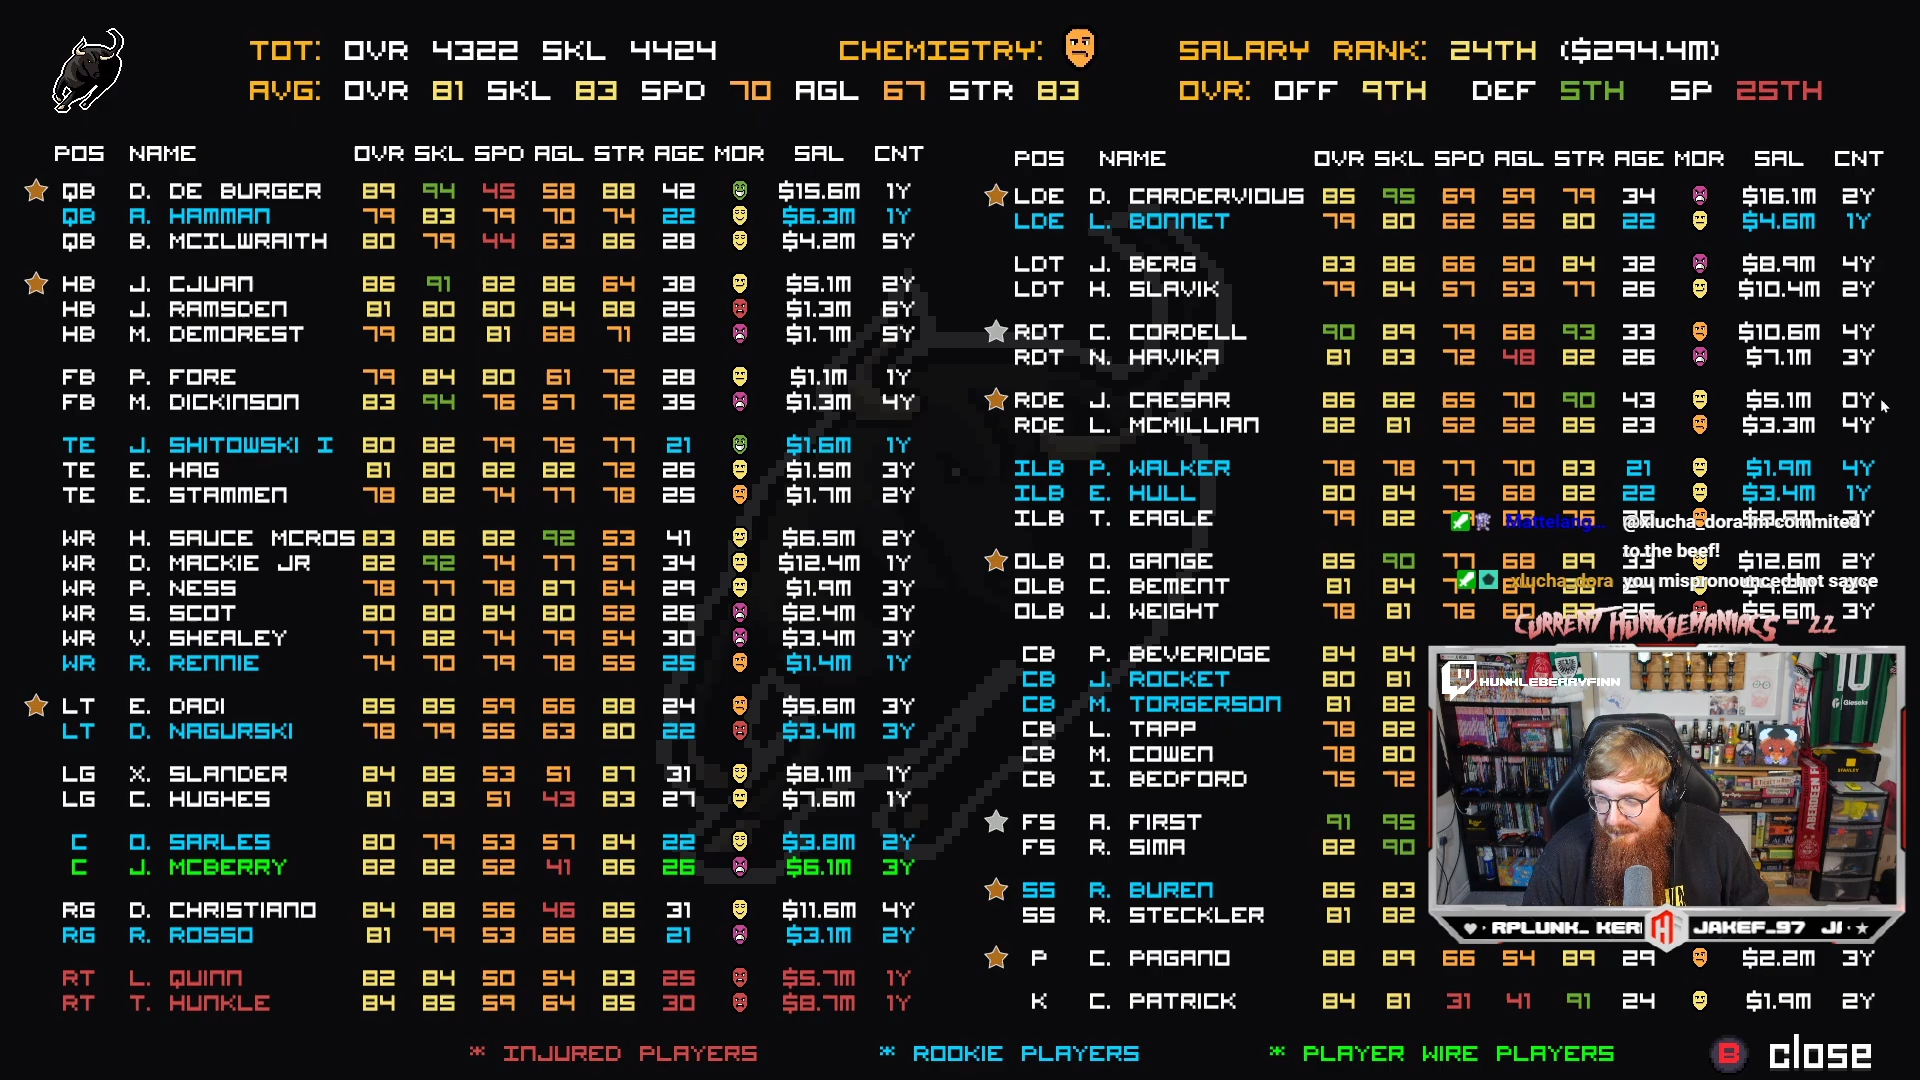 TOT: OVR 4322 SKL 4424 CHEMISTRY: SALARY RANK: 24TH ($294.4M)
AVG: OVR 81 SKL 83 SPD 70 AGL 67 STR 83 OVR: OFF 9TH DEF 5TH SP 25TH
POS NAME OVR SKL SPD AGL STR AGE MOR SAL CNT
QB D. DE BURGER 89 94 45 58 88 42 $15.6M 1Y
QB A. HAMMAN 79 83 79 70 74 22 $6.3M 1Y
QB B. MCILWRAITH 80 79 44 63 86 28 $4.2M 5Y
HB J. CJUAN 86 91 82 86 64 38 $5.1M 2Y
HB J. RAMSDEN 81 80 80 84 88 25 $1.3M 6Y
HB M. DEMOREST 79 80 81 68 71 25 $1.7M 5Y
FB P. FORE 79 84 80 61 72 28 $1.1M 1Y
FB M. DICKINSON 83 94 76 57 72 35 $1.3M 4Y
TE J. SHITOWSKI I 80 82 79 75 77 21 $1.6M 1Y
TE E. HAG 81 80 82 82 72 26 $1.5M 3Y
TE E. STAMMEN 78 82 74 77 78 25 $1.7M 2Y
WR H. SAUCE MCROS 83 86 82 92 53 41 $6.5M 2Y
WR D. MACKIE JR 82 92 74 77 57 34 $12.4M 1Y
WR P. NESS 78 77 78 87 64 29 $1.9M 3Y
WR S. SCOT 80 80 84 80 52 26 $2.4M 3Y
WR V. SHEALEY 77 82 74 79 54 30 $3.4M 3Y
WR R. RENNIE 74 70 79 78 55 25 $1.4M 1Y
LT E. DADI 85 85 59 66 88 24 $5.6M 3Y
LT D. NAGURSKI 78 79 55 63 80 22 $3.4M 3Y
LG X. SLANDER 84 85 53 51 87 31 $8.1M 1Y
LG C. HUGHES 81 83 51 43 83 27 $7.6M 1Y
C O. SARLES 80 79 53 57 84 22 $3.8M 2Y
C J. MCBERRY 82 82 52 41 86 26 $6.1M 3Y
RG D. CHRISTIANO 84 88 56 46 85 31 $11.6M 4Y
RG R. ROSSO 81 79 53 66 85 21 $3.1M 2Y
RT L. QUINN 82 84 50 54 83 25 $5.7M 1Y
RT T. HUNKLE 84 85 59 64 85 30 $8.7M 1Y
POS NAME OVR SKL SPD AGL STR AGE MOR SAL CNT
LDE D. CARDERVIOUS 85 95 69 59 79 34 $16.1M 2Y
LDE L. BONNET 79 80 62 55 80 22 $4.6M 1Y
LDT J. BERG 83 86 66 50 84 32 $8.9M 4Y
LDT H. SLAVIK 79 84 57 53 77 26 $10.4M 2Y
RDT C. CORDELL 90 89 79 68 93 33 $10.6M 4Y
RDT N. HAVIKA 81 83 72 48 82 26 $7.1M 3Y
RDE J. CAESAR 86 82 65 70 90 43 $5.1M 0Y
RDE L. MCMILLIAN 82 81 52 52 85 23 $3.3M 4Y
ILB P. WALKER 78 78 77 70 83 21 $1.9M 4Y
ILB E. HULL 80 84 75 68 82 22 $3.4M 1Y
ILB T. EAGLE 79 82
Mattelang... @xlucha_dora im commited
to the beef!
OLB O. GANGE 85 90 77 68 89 33 $12.6M 2Y
OLB C. BEMENT 81 84
xlucha_dora you mispronounced hot sayce
OLB J. WEIGHT 78 81 76 60 $5.6M 3Y
CURRENT HUNKLEMANIACS - 22
CB P. BEVERIDGE 84 84
CB J. ROCKET 80 81
CB M. TORGERSON 81 82
CB L. TAPP 78 82
CB M. COWEN 78 80
CB I. BEDFORD 75 72
FS A. FIRST 91 95
FS R. SIMA 82 90
SS R. BUREN 85 83
SS R. STECKLER 81 82
HUNKLEBERRYFINN
10
Gieseke
STANLEY
ABERDEEN F
RPLUNK_ KER JAKEF_97 J
P C. PAGANO 88 89 66 54 89 29 $2.2M 3Y
K C. PATRICK 84 81 31 41 91 24 $1.9M 2Y
* INJURED PLAYERS * ROOKIE PLAYERS * PLAYER WIRE PLAYERS B close